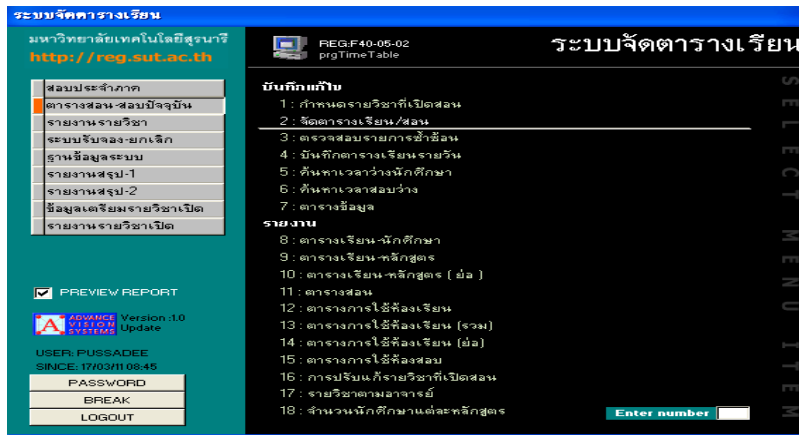 ระบบจัดตารางเรียน
มหาวิทยาลัยเทคโนโลยีสุรนารี
http://reg.sut.ac.th
REG:F40-05-02
prgTimeTable
ระบบจัดตารางเรียน
สอบประจำภาค
ตารางสอน-สอบปัจจุบัน
รายงานรายวิชา
ระบบรับจอง-ยกเลิก
ฐานข้อมูลระบบ
รายงานสรุป-1
รายงานสรุป-2
ข้อมูลเตรียมรายวิชาเปิด
รายงานรายวิชาเปิด
PREVIEW REPORT
A ADVANCE VISION SYSTEMS
Version :1.0
Update
USER: PUSSADEE
SINCE: 17/03/11 08:45
PASSWORD
BREAK
LOGOUT
บันทึกแก้ไข
1 : กำหนดรายวิชาที่เปิดสอน
2 : จัดตารางเรียน/สอน
3 : ตรวจสอบรายการซ้ำซ้อน
4 : บันทึกตารางเรียนรายวัน
5 : ค้นหาเวลาว่างนักศึกษา
6 : ค้นหาเวลาสอบว่าง
7 : ตารางข้อมูล
รายงาน
8 : ตารางเรียน-นักศึกษา
9 : ตารางเรียน-หลักสูตร
10 : ตารางเรียน-หลักสูตร ( ย่อ )
11 : ตารางสอน
12 : ตารางการใช้ห้องเรียน
13 : ตารางการใช้ห้องเรียน (รวม)
14 : ตารางการใช้ห้องเรียน (ย่อ)
15 : ตารางการใช้ห้องสอบ
16 : การปรับแก้รายวิชาที่เปิดสอน
17 : รายวิชาตามอาจารย์
18 : จำนวนนักศึกษาแต่ละหลักสูตร
Enter number
SELECT MENU ITEM